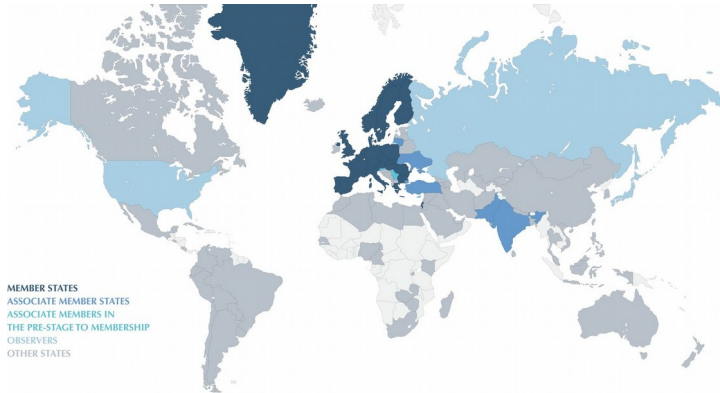 MEMBER STATES
ASSOCIATE MEMBER STATES
ASSOCIATE MEMBERS IN
THE PRE-STAGE TO MEMBERSHIP
OBSERVERS
OTHER STATES